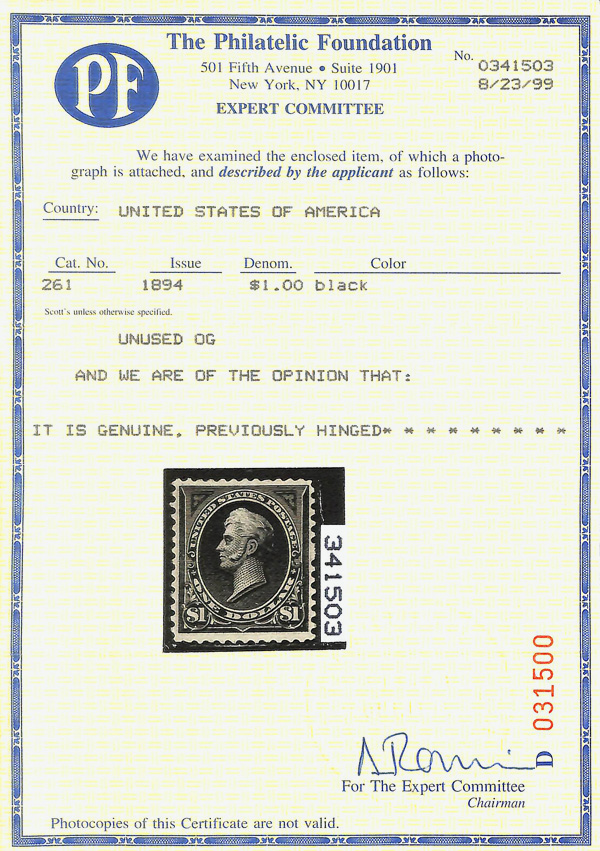 PF
The Philatelic Foundation
501 Fifth Avenue • Suite 1901
New York, NY 10017
EXPERT COMMITTEE
No. 0341503
8/23/99
We have examined the enclosed item, of which a photo-
graph is attached, and described by the applicant as follows:
Country: UNITED STATES OF AMERICA
Cat. No. Issue Denom. Color
261 1894 $1.00 black
Scott's unless otherwise specified.
UNUSED OG
AND WE ARE OF THE OPINION THAT:
IT IS GENUINE, PREVIOUSLY HINGED* * * * * * * * *
UNITED STATES POSTAGE
ONE DOLLAR
$1 $1
341503
D 031500
For The Expert Committee
Chairman
Photocopies of this Certificate are not valid.